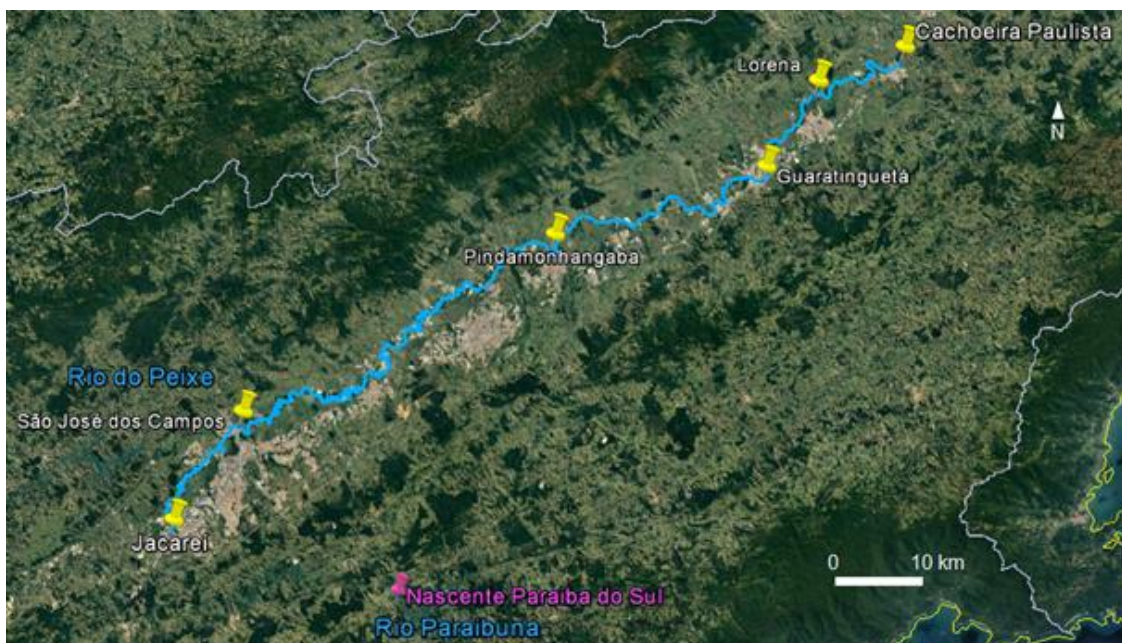 Cachoeira Paulista
Lorena
N
Guaratinguetá
Pindamonhangaba
Rio do Peixe
São José dos Campos
Jacareí
0 10 km
Nascente Paraiba do Sul
Rio Paraibuna